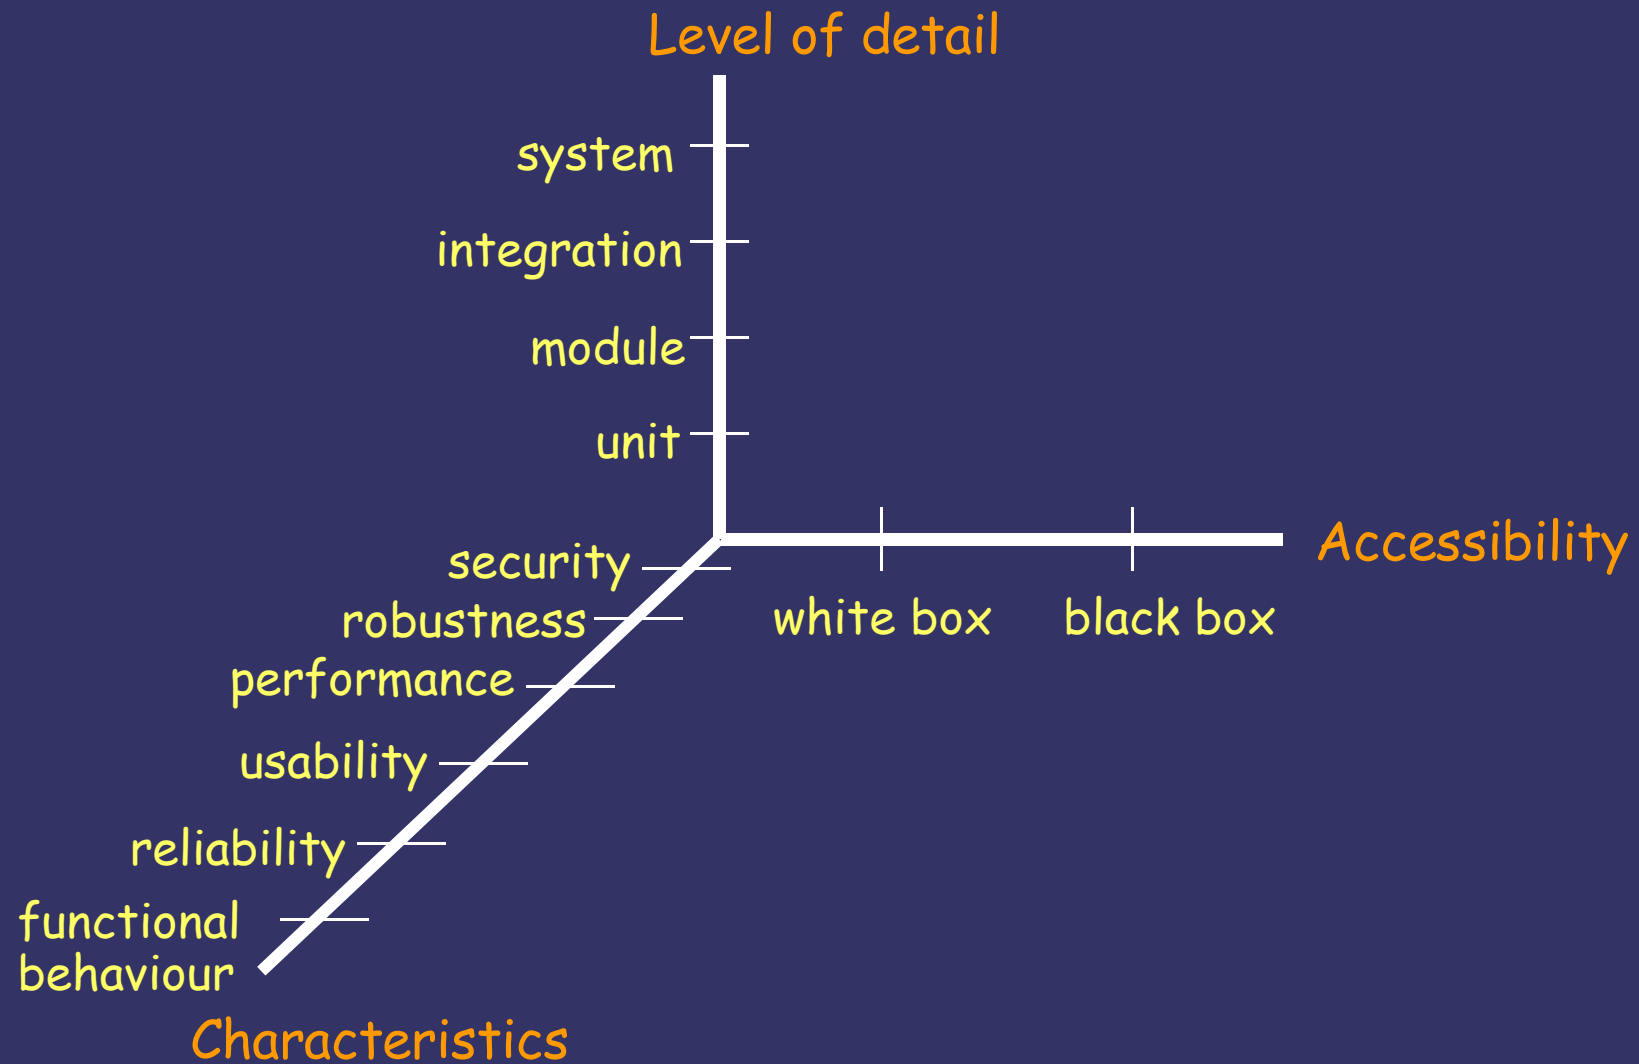 Level of detail
system
integration
module
unit
Accessibility
security
white box
black box
robustness
performance
usability
reliability
functional
behaviour
Characteristics